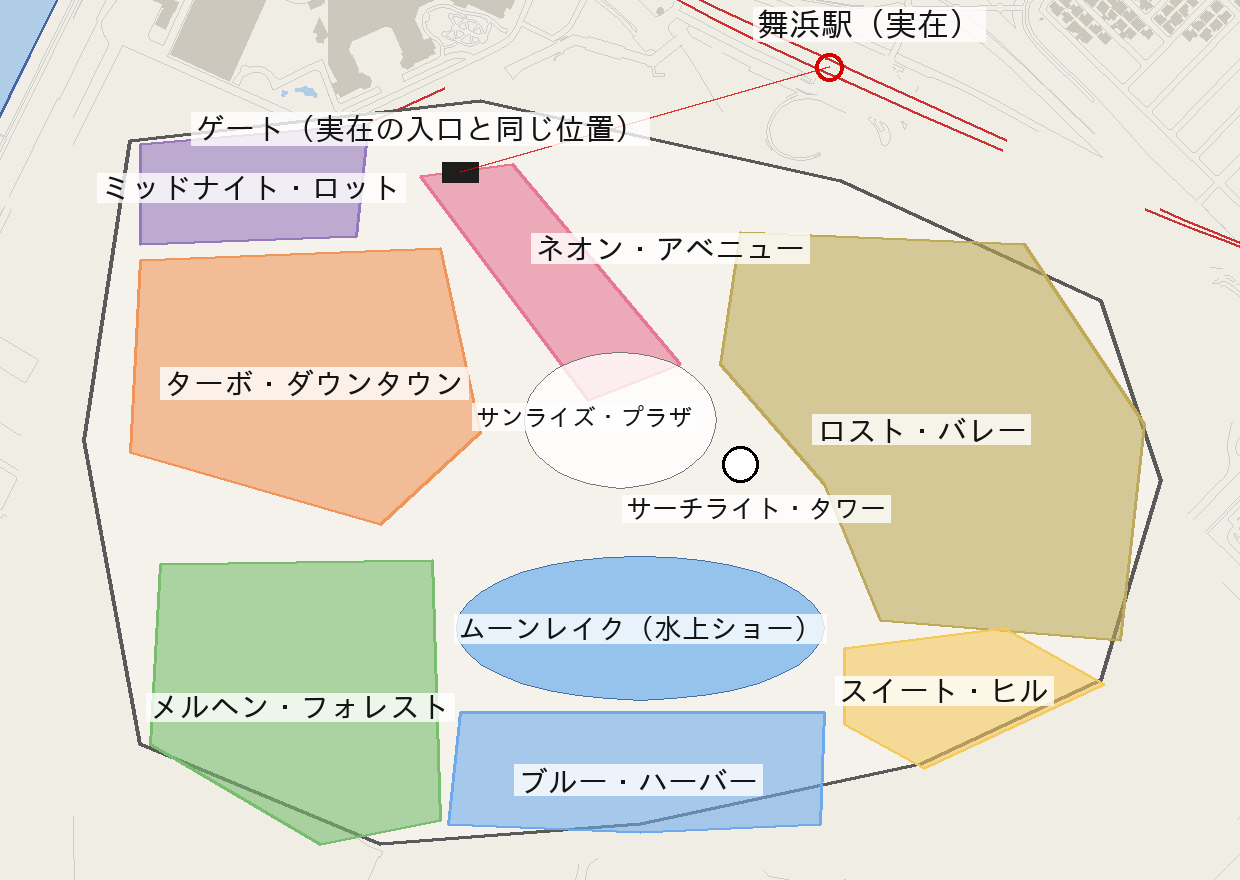 舞浜駅（実在）
ゲート（実在の入口と同じ位置）
ミッドナイト・ロット
ネオン・アベニュー
ターボ・ダウンタウン
サンライズ・プラザ
ロスト・バレー
サーチライト・タワー
ムーンレイク（水上ショー）
スイート・ヒル
メルヘン・フォレスト
ブルー・ハーバー